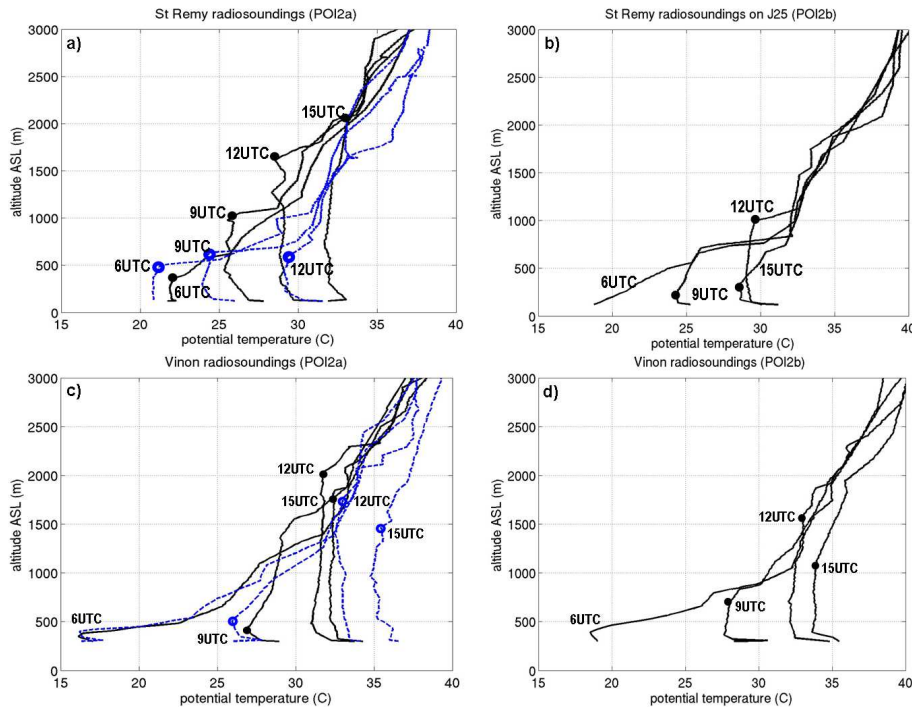 St Remy radiosoundings (POI2a)
a)
altitude ASL (m)
3000
2500
2000
1500
1000
500
0
15UTC
12UTC
9UTC
9UTC
6UTC
12UTC
6UTC
15 20 25 30 35 40
potential temperature (C)
St Remy radiosoundings on J25 (POI2b)
b)
altitude ASL (m)
3000
2500
2000
1500
1000
500
0
12UTC
15UTC
6UTC
9UTC
15 20 25 30 35 40
potential temperature (C)
Vinon radiosoundings (POI2a)
c)
altitude ASL (m)
3000
2500
2000
1500
1000
500
0
12UTC
15UTC
12UTC
15UTC
6UTC
9UTC
15 20 25 30 35 40
potential temperature (C)
Vinon radiosoundings (POI2b)
d)
altitude ASL (m)
3000
2500
2000
1500
1000
500
0
12UTC
15UTC
9UTC
6UTC
15 20 25 30 35 40
potential temperature (C)